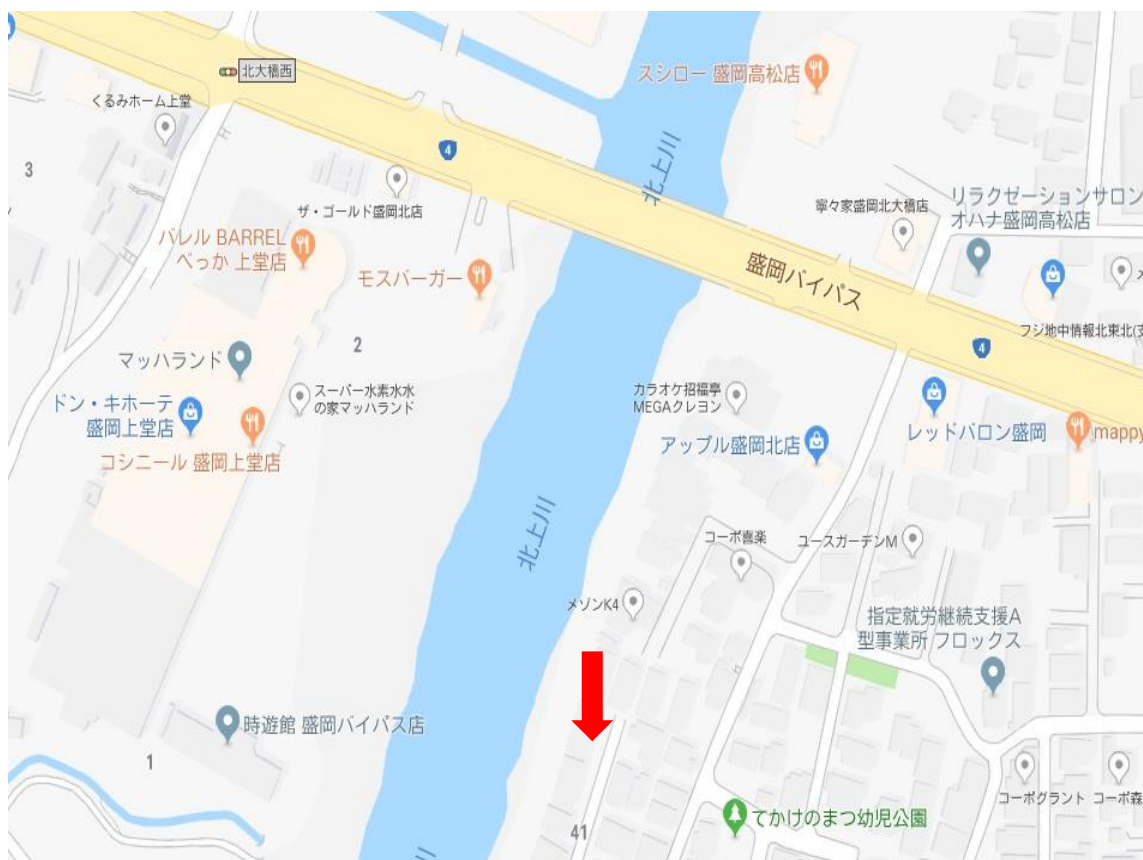 スシロー 盛岡高松店
北大橋西
くるみホーム上堂
4
北上川
3
ザ・ゴールド盛岡北店
寧々家盛岡北大橋店
リラクゼーションサロン
オハナ盛岡高松店
バレル BARREL
べっか 上堂店
モスバーガー
盛岡バイパス
メ
フジ地中情報北東北(支
4
2
マッハランド
スーパー水素水水
の家マッハランド
カラオケ招福亭
MEGAクレヨン
ドン・キホーテ
盛岡上堂店
コシニール 盛岡上堂店
アップル盛岡北店
レッドバロン盛岡
mappy
北上川
コーポ喜楽
ユースガーデンM
メゾンK4
指定就労継続支援A
型事業所 フロックス
時遊館 盛岡バイパス店
1
コーポグラント
コーポ森
てかけのまつ幼児公園
41